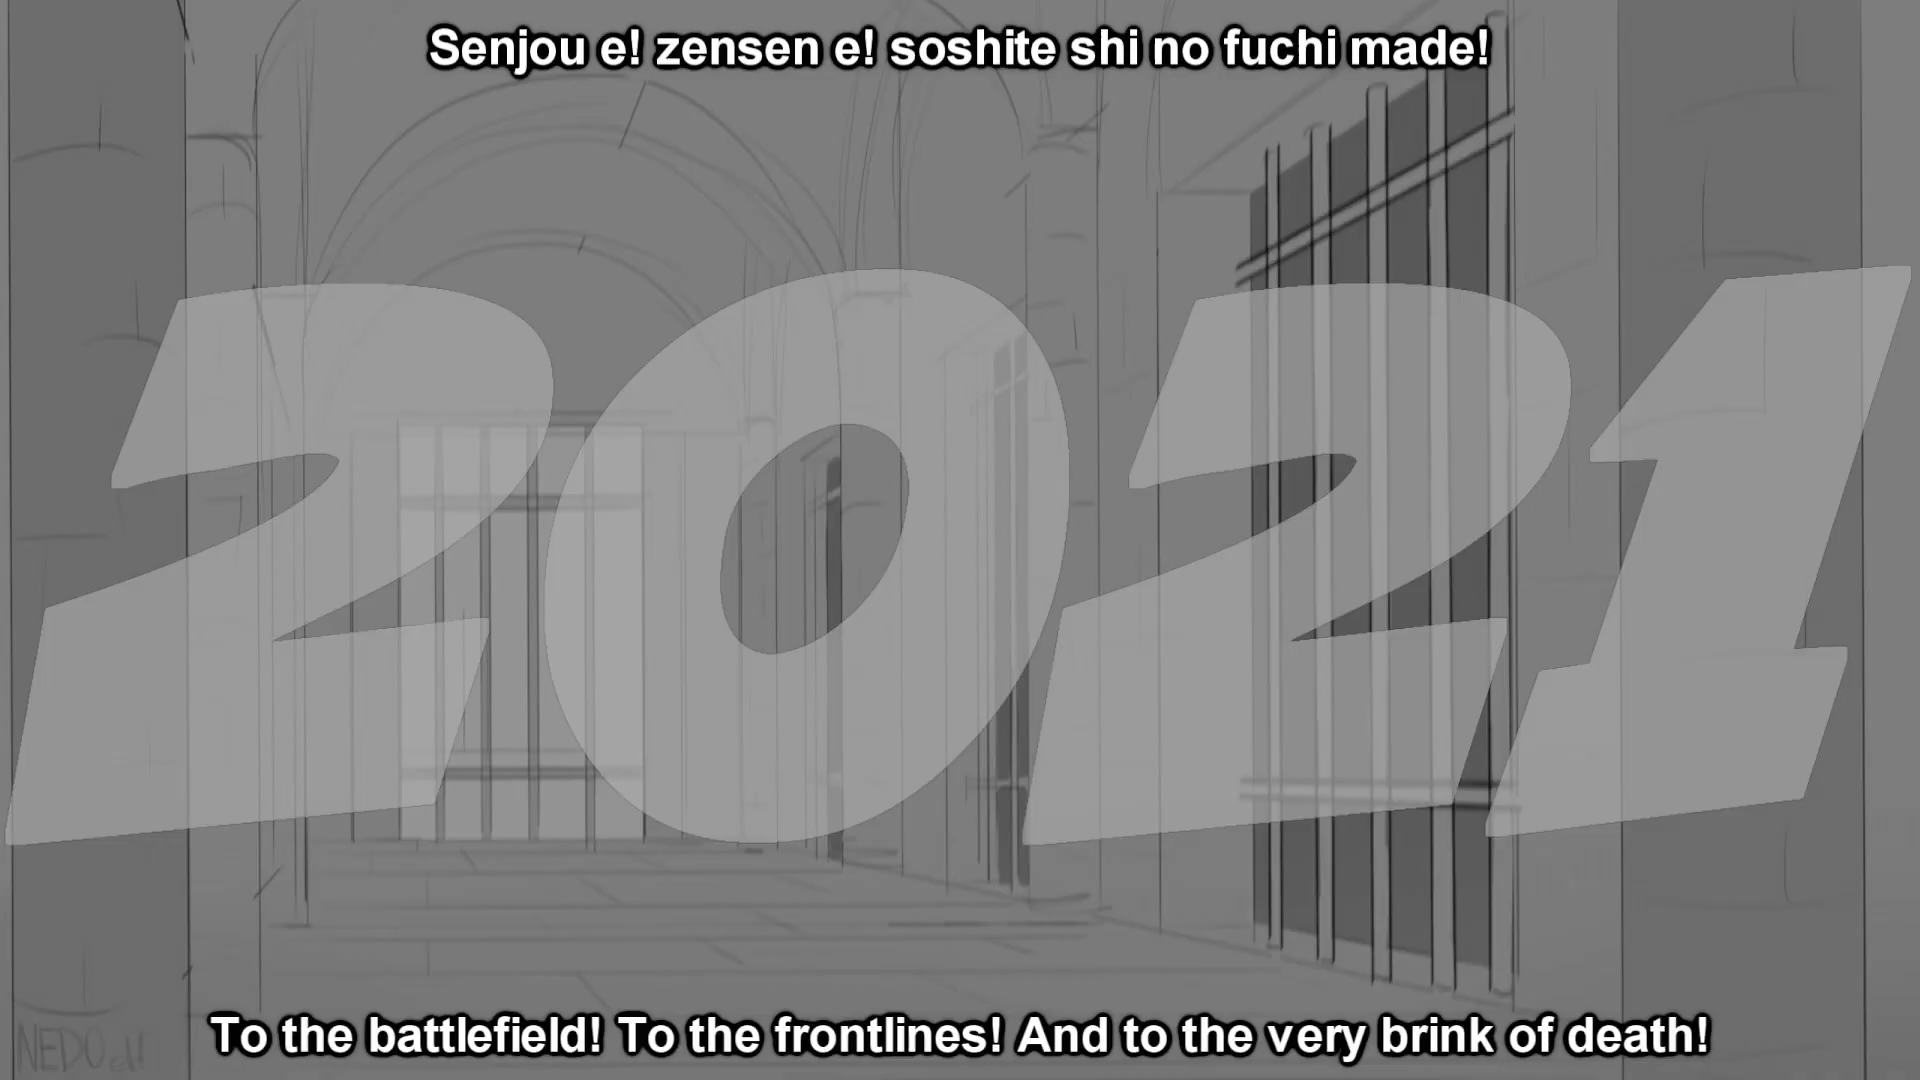 Senjou e! zensen e! soshite shi no fuchi made!
2021
To the battlefield! To the frontlines! And to the very brink of death!